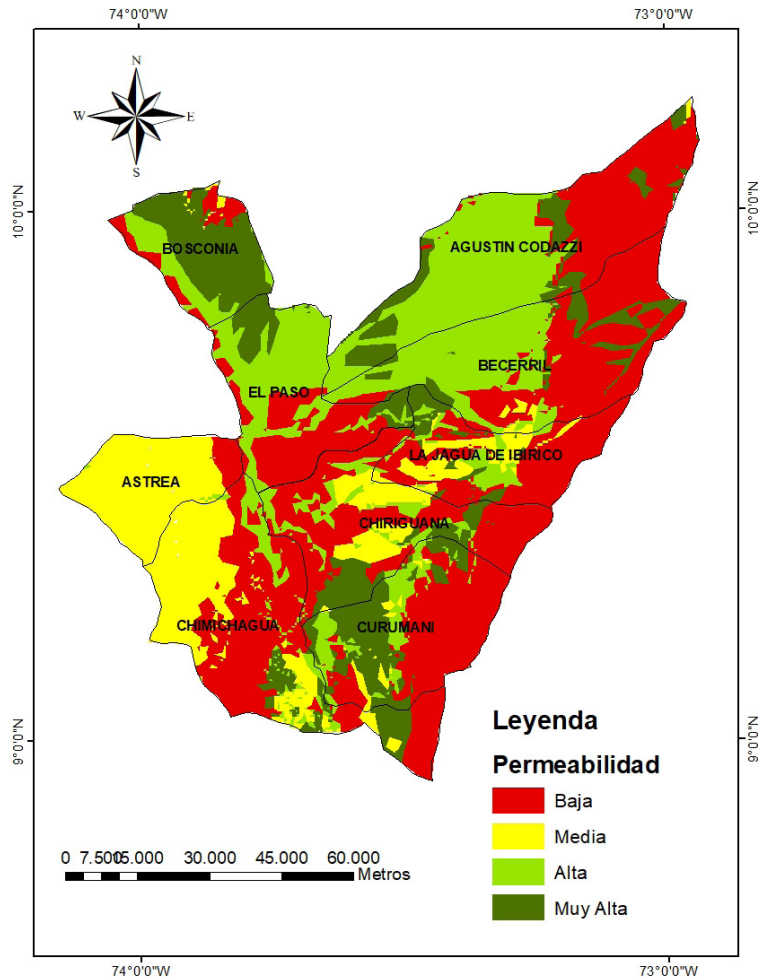 74°0'0"W 73°0'0"W
N
W E
S
10°0'0"N 10°0'0"N
BOSCONIA AGUSTIN CODAZZI
BECERRIL
EL PASO
LA JAGUA DE IBIRICO
ASTREA
CHIRIGUANA
CHIMICHAGUA CURUMANI
9°0'0"N 9°0'0"N
Leyenda
Permeabilidad
Baja
Media
Alta
Muy Alta
0 7.500 15.000 30.000 45.000 60.000
Metros
74°0'0"W 73°0'0"W